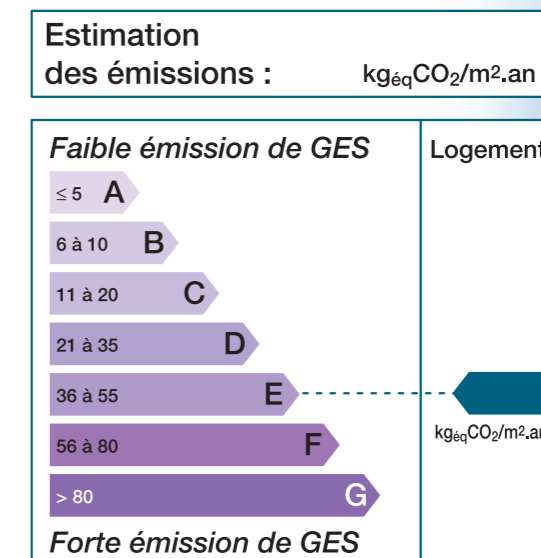 Estimation
des émissions : kgéqCO₂/m².an
Faible émission de GES
Logement
≤ 5 A
6 à 10 B
11 à 20 C
21 à 35 D
36 à 55 E
56 à 80 F
> 80 G
Forte émission de GES
kgéqCO₂/m².an